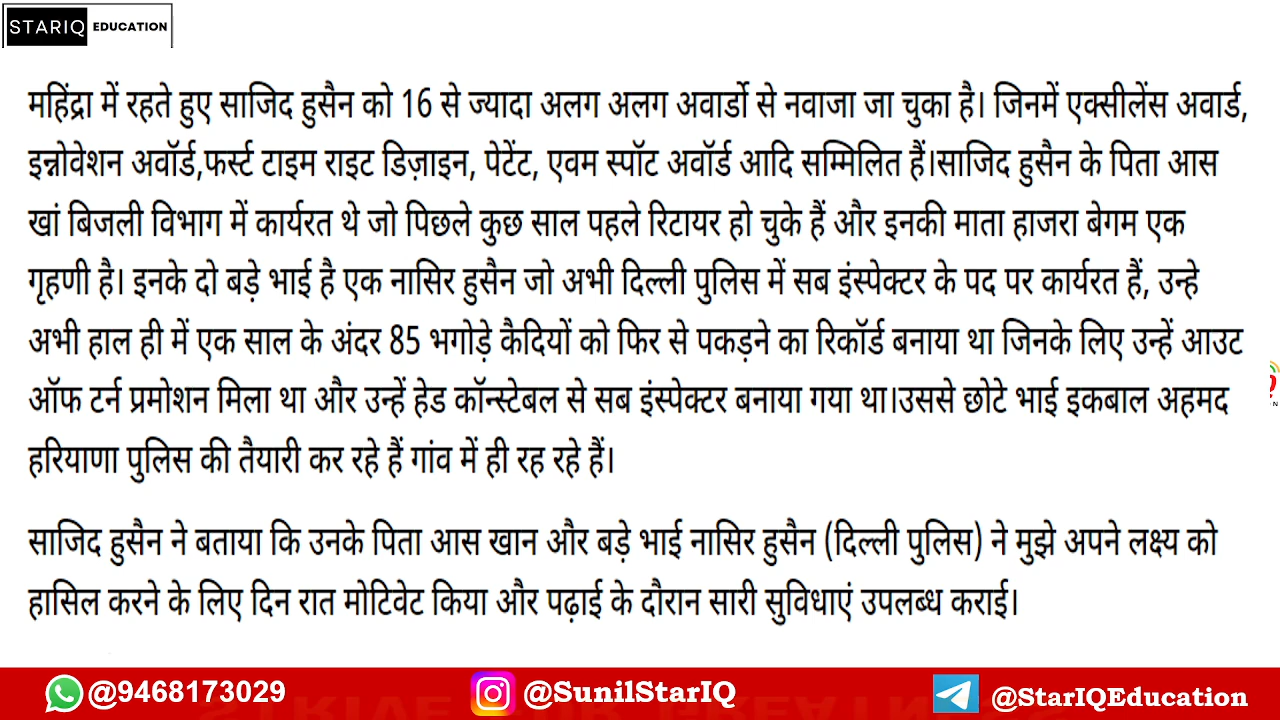 STARIQ EDUCATION
महिंद्रा में रहते हुए साजिद हुसैन को 16 से ज्यादा अलग अलग अवार्डो से नवाजा जा चुका है। जिनमें एक्सीलेंस अवार्ड,
इन्नोवेशन अवॉर्ड,फर्स्ट टाइम राइट डिज़ाइन, पेटेंट, एवम स्पॉट अवॉर्ड आदि सम्मिलित हैं।साजिद हुसैन के पिता आस
खां बिजली विभाग में कार्यरत थे जो पिछले कुछ साल पहले रिटायर हो चुके हैं और इनकी माता हाजरा बेगम एक
गृहणी है। इनके दो बड़े भाई है एक नासिर हुसैन जो अभी दिल्ली पुलिस में सब इंस्पेक्टर के पद पर कार्यरत हैं, उन्हे
अभी हाल ही में एक साल के अंदर 85 भगोड़े कैदियों को फिर से पकड़ने का रिकॉर्ड बनाया था जिनके लिए उन्हें आउट
ऑफ टर्न प्रमोशन मिला था और उन्हें हेड कॉन्स्टेबल से सब इंस्पेक्टर बनाया गया था।उससे छोटे भाई इकबाल अहमद
हरियाणा पुलिस की तैयारी कर रहे हैं गांव में ही रह रहे हैं।
साजिद हुसैन ने बताया कि उनके पिता आस खान और बड़े भाई नासिर हुसैन (दिल्ली पुलिस) ने मुझे अपने लक्ष्य को
हासिल करने के लिए दिन रात मोटिवेट किया और पढ़ाई के दौरान सारी सुविधाएं उपलब्ध कराई।
@9468173029 @SunilStarIQ @StarIQEducation